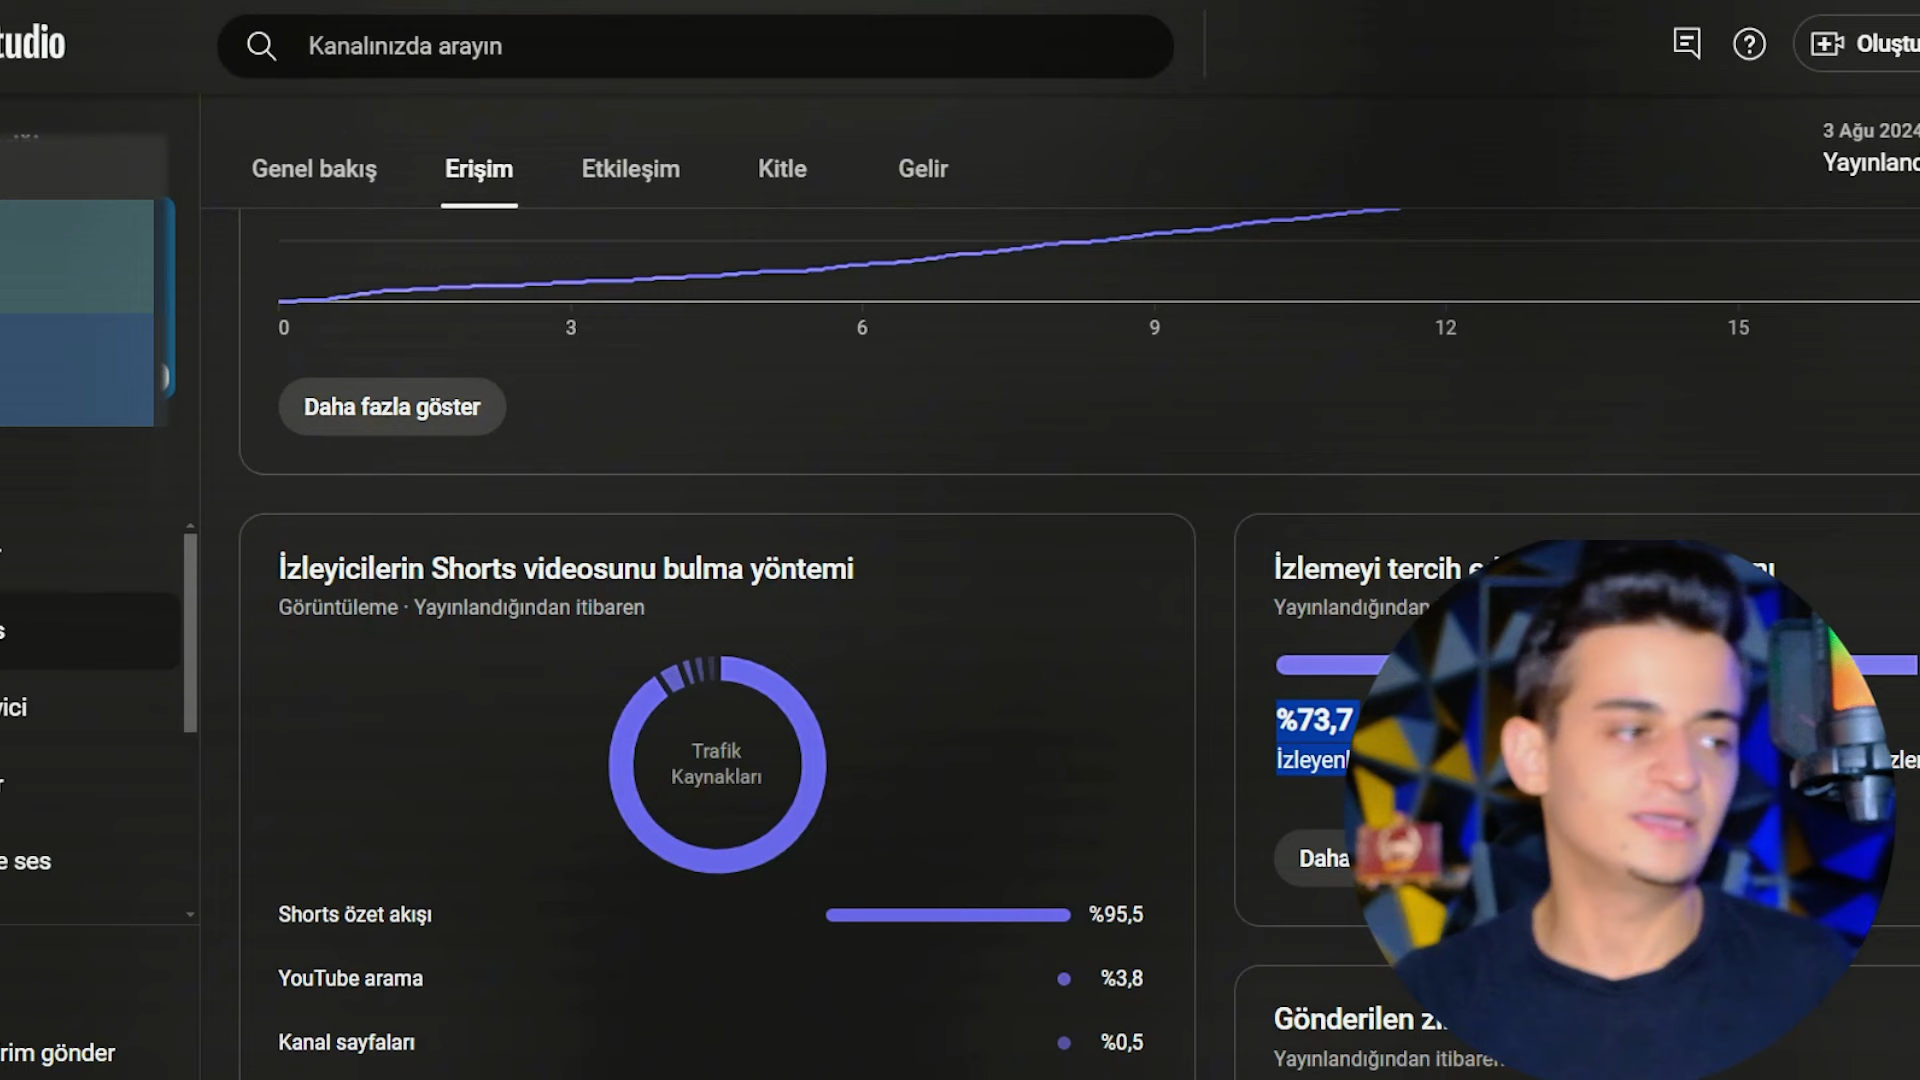 tudio
Kanalınızda arayın
Oluştu
Genel bakış
Erişim
Etkileşim
Kitle
Gelir
3 Ağu 2024
Yayınland
0
3
6
9
12
15
Daha fazla göster
İzleyicilerin Shorts videosunu bulma yöntemi
Görüntüleme · Yayınlandığından itibaren
Trafik
Kaynakları
Shorts özet akışı
%95,5
YouTube arama
%3,8
Kanal sayfaları
%0,5
İzlemeyi tercih e
Yayınlandığından
%73,7
İzleyenl
Daha
Gönderilen
Yayınlandığından itibaren
e ses
rim gönder